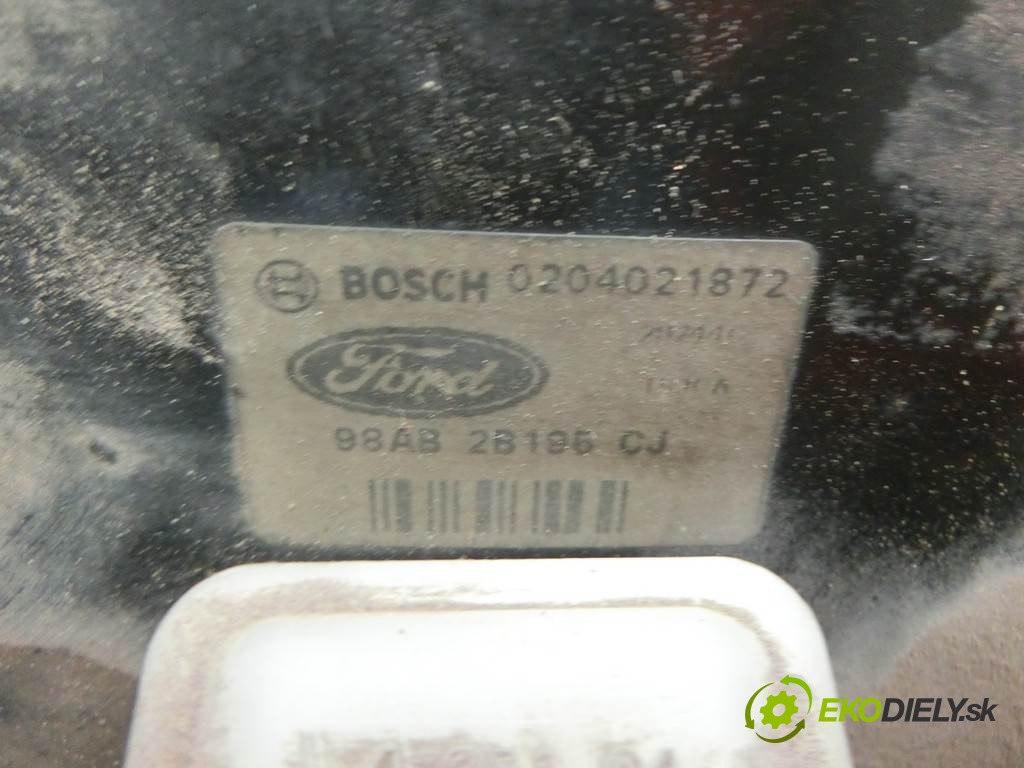 BOSCH 0204021872
Ford
98AB 2B195 CJ
EKODIELY.sk